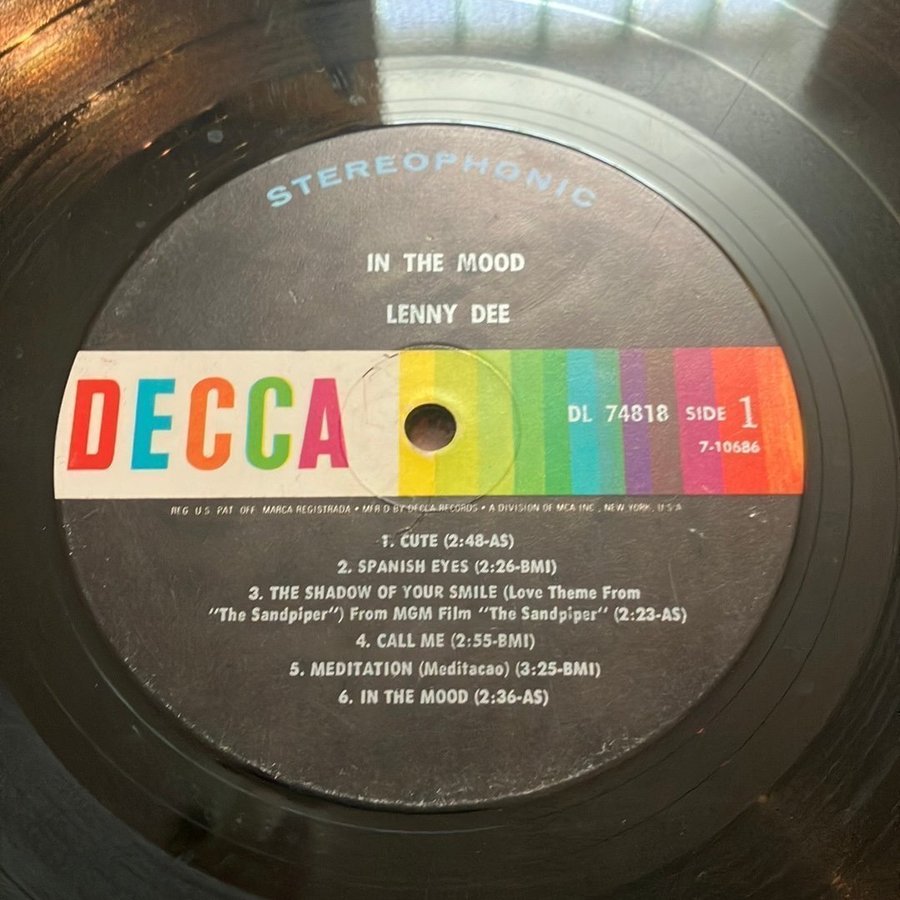 STEREOPHONIC
IN THE MOOD
LENNY DEE
DECCA
DL 74818 SIDE 1
7-10686
REG. U.S. PAT. OFF. MARCA REGISTRADA • MFR'D BY DECCA RECORDS • A DIVISION OF MCA INC., NEW YORK, U.S.A.
1. CUTE (2:48-AS)
2. SPANISH EYES (2:26-BMI)
3. THE SHADOW OF YOUR SMILE (Love Theme From
"The Sandpiper") From MGM Film "The Sandpiper" (2:23-AS)
4. CALL ME (2:55-BMI)
5. MEDITATION (Meditacao) (3:25-BMI)
6. IN THE MOOD (2:36-AS)